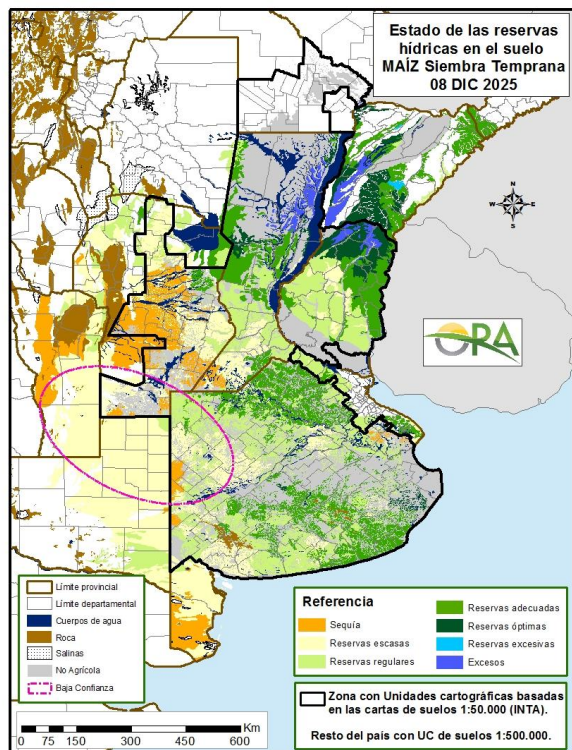 Estado de las reservas
hídricas en el suelo
MAÍZ Siembra Temprana
08 DIC 2025
N
W E
S
ORA
Límite provincial
Límite departamental
Cuerpos de agua
Roca
Salinas
No Agrícola
Baja Confianza
Referencia
Sequía
Reservas escasas
Reservas regulares
Reservas adecuadas
Reservas óptimas
Reservas excesivas
Excesos
Zona con Unidades cartográficas basadas
en las cartas de suelos 1:50.000 (INTA).
Resto del país con UC de suelos 1:500.000.
Km
0 75 150 300 450 600